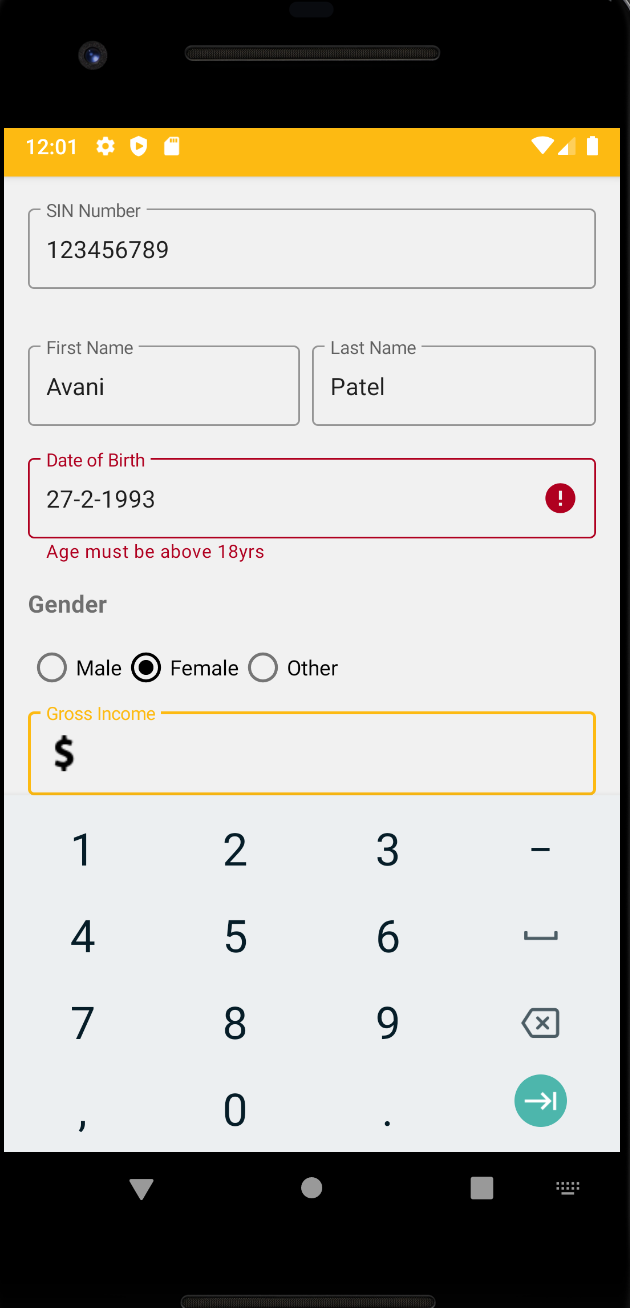 12:01
SIN Number
123456789
First Name Last Name
Avani Patel
Date of Birth
27-2-1993
!
Age must be above 18yrs
Gender
Male Female Other
Gross Income
$
1 2 3 –
4 5 6
7 8 9
, 0 .